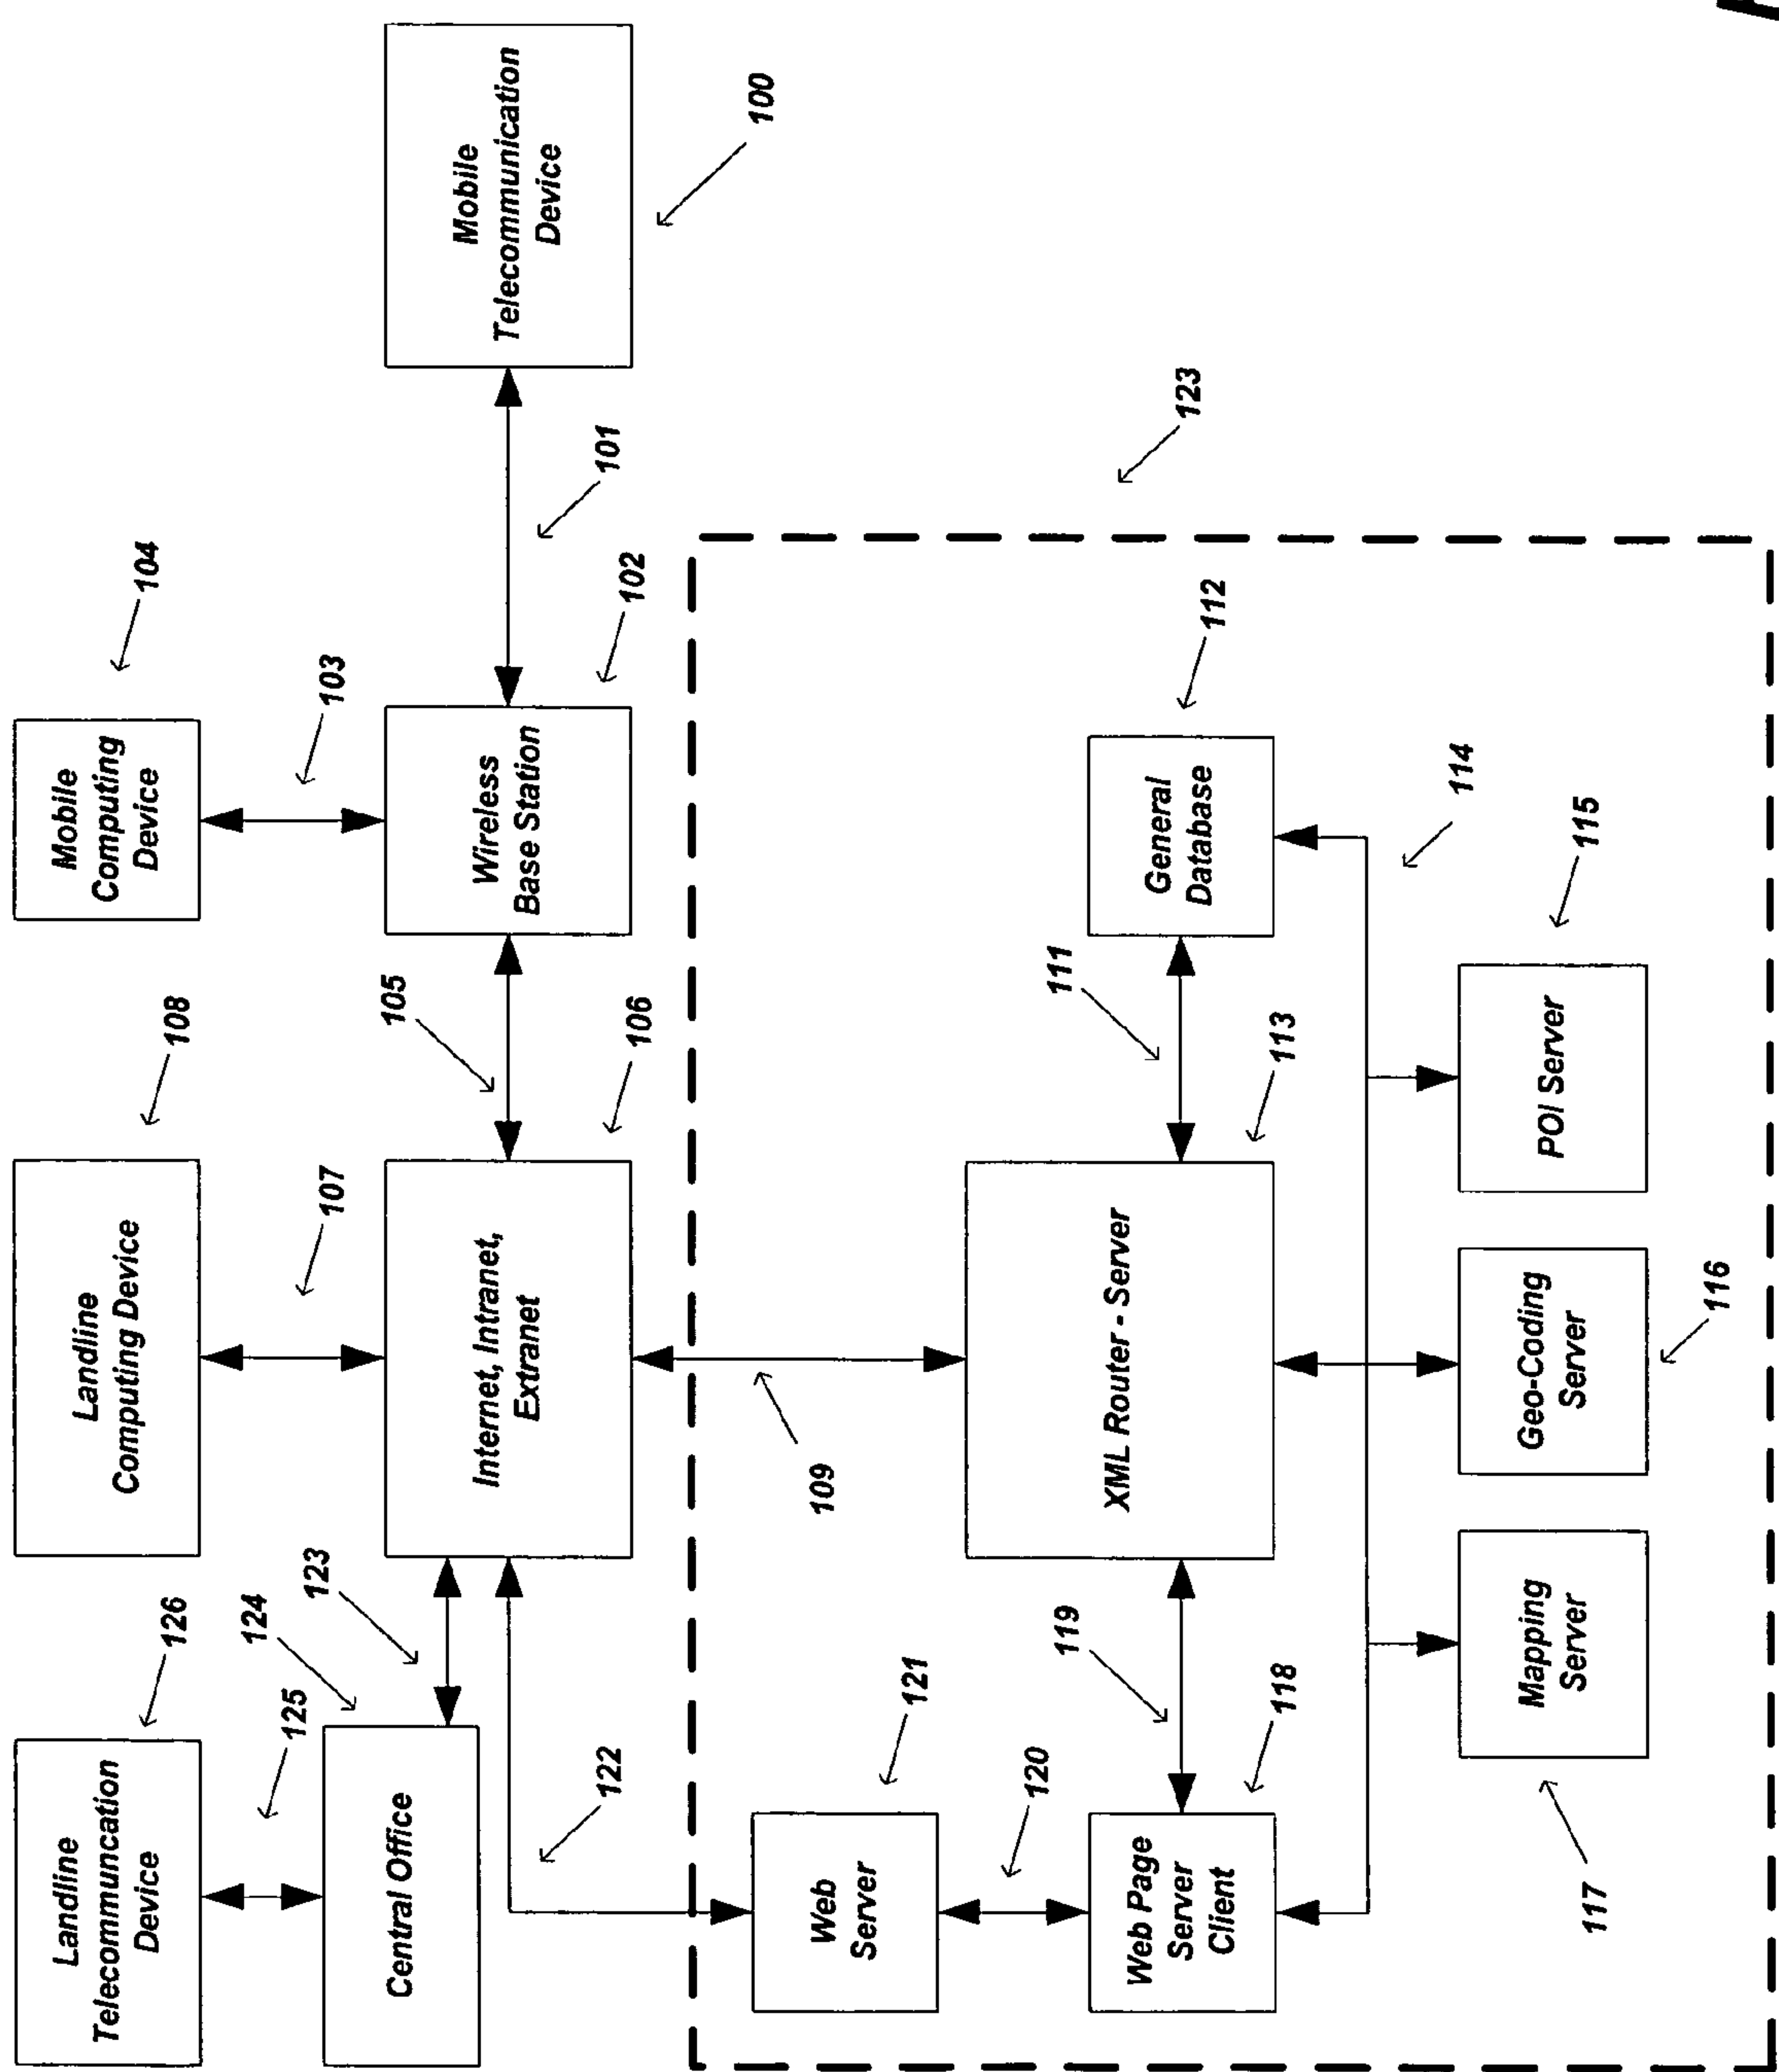 Landline
Telecommuncation
Device
126
Landline
Computing Device
108
Mobile
Computing
Device
104
125
124
123
107
103
Central Office
Internet, Intranet,
Extranet
105
Wireless
Base Station
Mobile
Telecommunication
Device
122
106
102
101
100
109
Web
Server
121
120
119
111
123
Web Page
Server
Client
118
XML Router - Server
113
General
Database
112
114
Mapping
Server
117
Geo-Coding
Server
116
POI Server
115